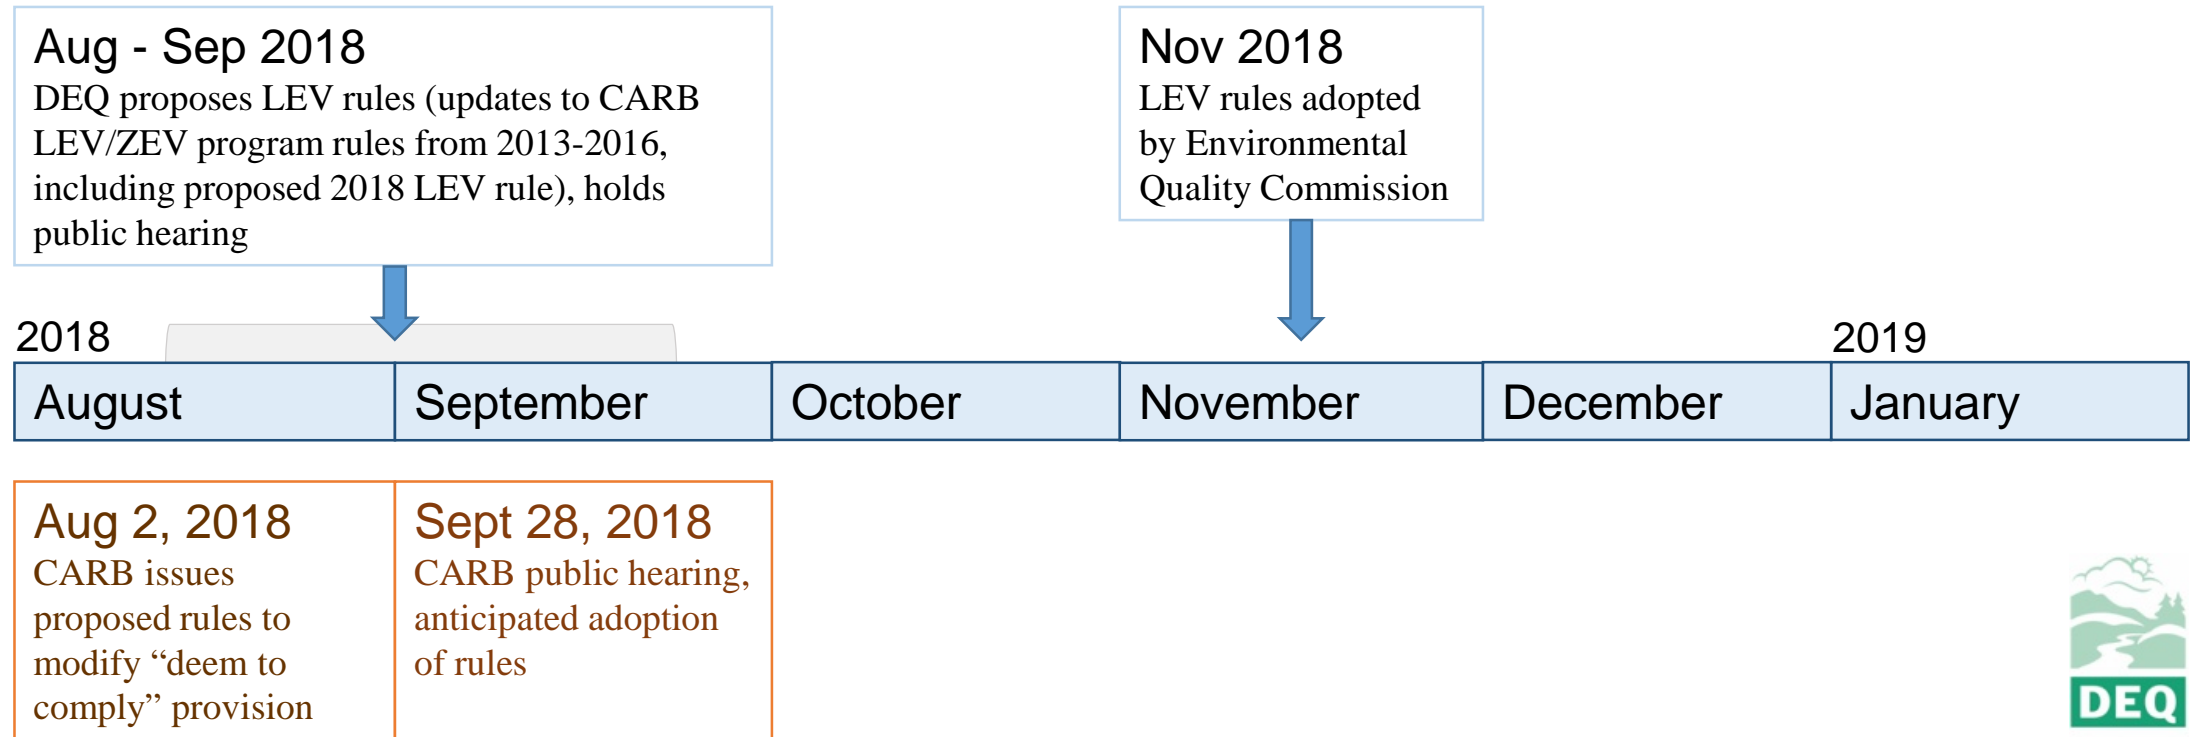 Aug - Sep 2018
DEQ proposes LEV rules (updates to CARB
LEV/ZEV program rules from 2013-2016,
including proposed 2018 LEV rule), holds
public hearing
Nov 2018
LEV rules adopted
by Environmental
Quality Commission
2018
2019
August
September
October
November
December
January
Aug 2, 2018
CARB issues
proposed rules to
modify “deem to
comply” provision
Sept 28, 2018
CARB public hearing,
anticipated adoption
of rules
DEQ